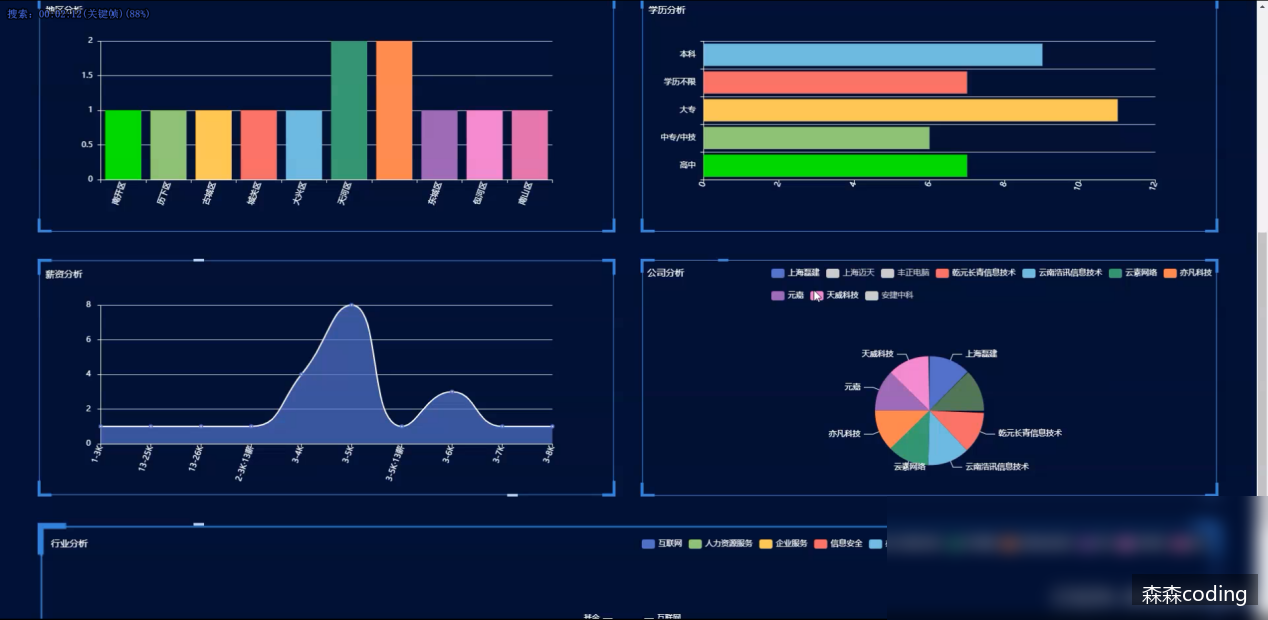 搜索: 00:02:12(关键帧)(88%)
地区分析
2
1.5
1
0.5
0
南开区 历下区 古城区 城关区 大兴区 天河区 东城区 包河区 南山区
学历分析
本科
学历不限
大专
中专/中技
高中
0 2 4 6 8 10 12
薪资分析
8
6
4
2
0
1-3K 13-25K 13-26K 2-3K·13薪 3-4K 3-5K 3-5K·13薪 3-6K 3-7K 3-8K
公司分析
上海磊建 上海迈天 丰正电脑 乾元长青信息技术 云南浩讯信息技术 云素网络 亦凡科技
元焱 天威科技 安捷中科
天威科技 上海磊建
元焱
亦凡科技 乾元长青信息技术
云素网络 云南浩讯信息技术
行业分析
互联网 人力资源服务 企业服务 信息安全
基金 互联网
森森coding